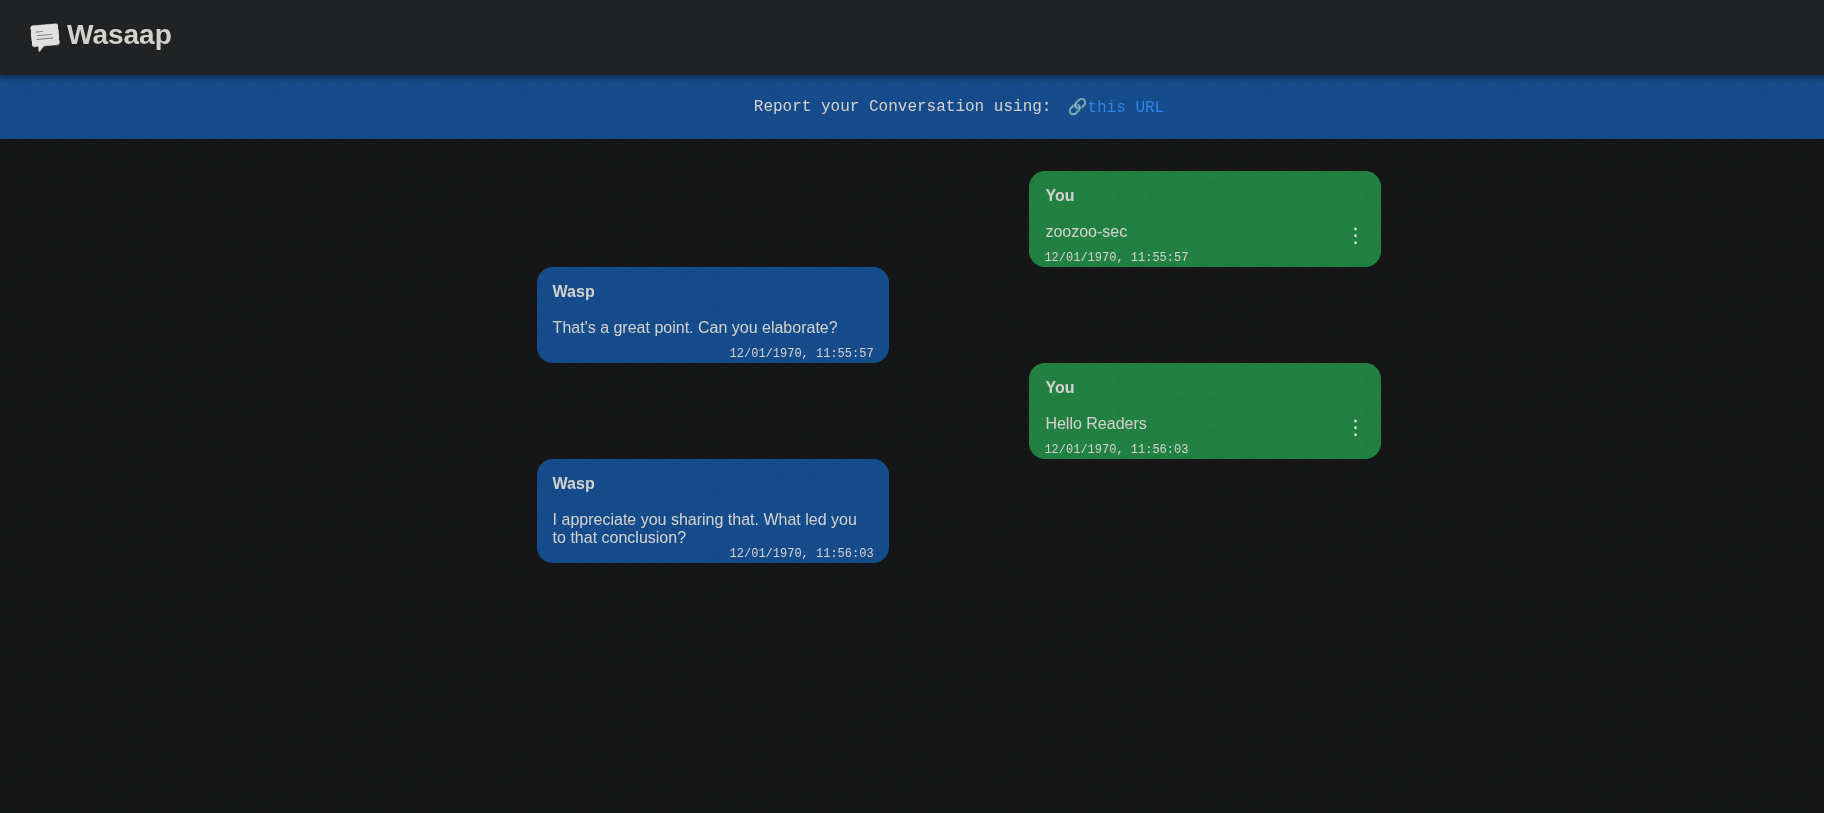 Wasaap
Report your Conversation using: this URL
You
zoozoo-sec
12/01/1970, 11:55:57
Wasp
That's a great point. Can you elaborate?
12/01/1970, 11:55:57
You
Hello Readers
12/01/1970, 11:56:03
Wasp
I appreciate you sharing that. What led you
to that conclusion?
12/01/1970, 11:56:03